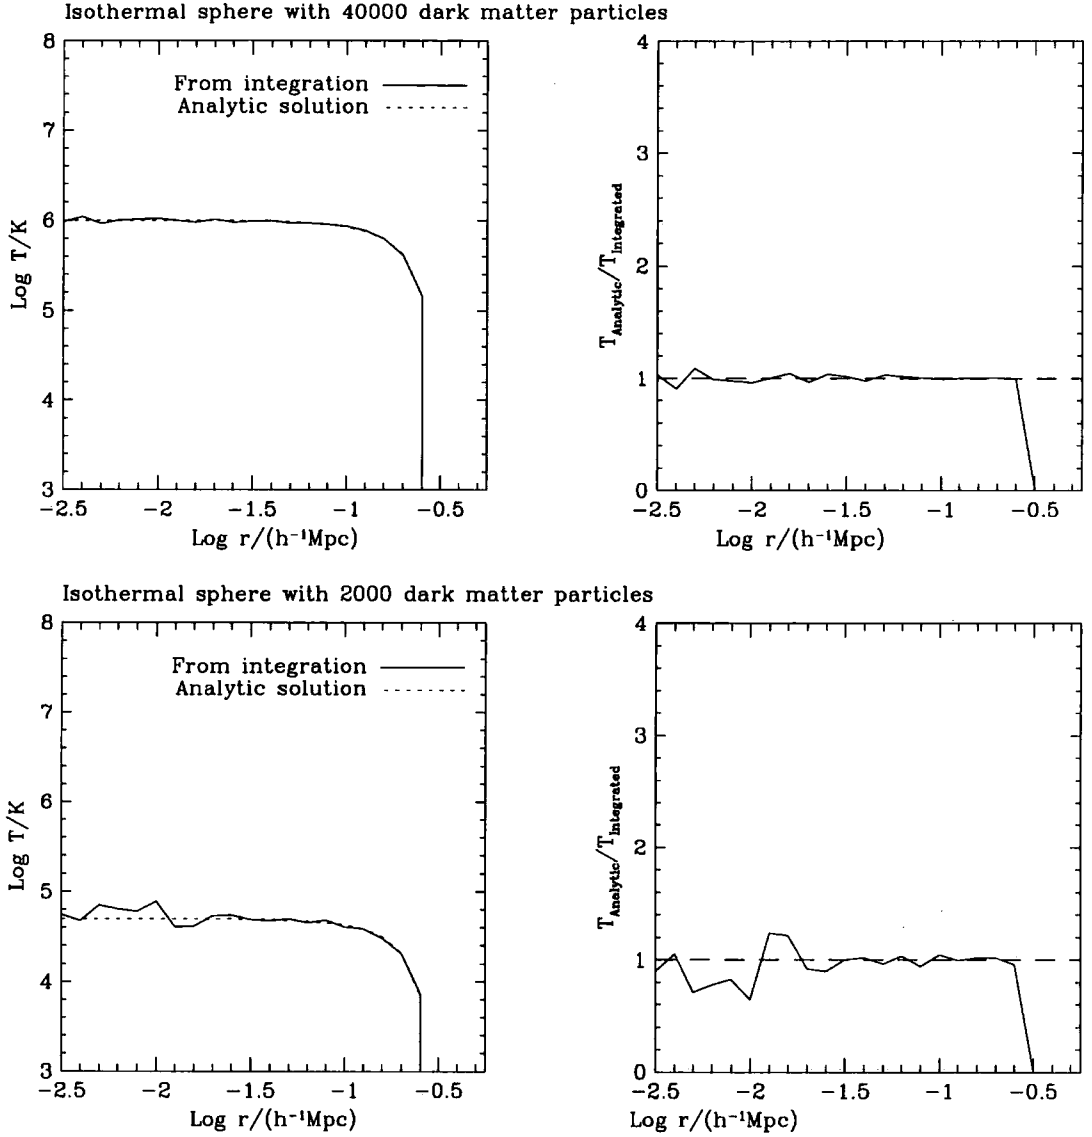 Isothermal sphere with 40000 dark matter particles
8
7
6
5
4
3
Log T/K
From integration
Analytic solution
-2.5 -2 -1.5 -1 -0.5
Log r/(h⁻¹Mpc)
4
3
2
1
0
T_Analytic/T_Integrated
-2.5 -2 -1.5 -1 -0.5
Log r/(h⁻¹Mpc)
Isothermal sphere with 2000 dark matter particles
8
7
6
5
4
3
Log T/K
From integration
Analytic solution
-2.5 -2 -1.5 -1 -0.5
Log r/(h⁻¹Mpc)
4
3
2
1
0
T_Analytic/T_Integrated
-2.5 -2 -1.5 -1 -0.5
Log r/(h⁻¹Mpc)